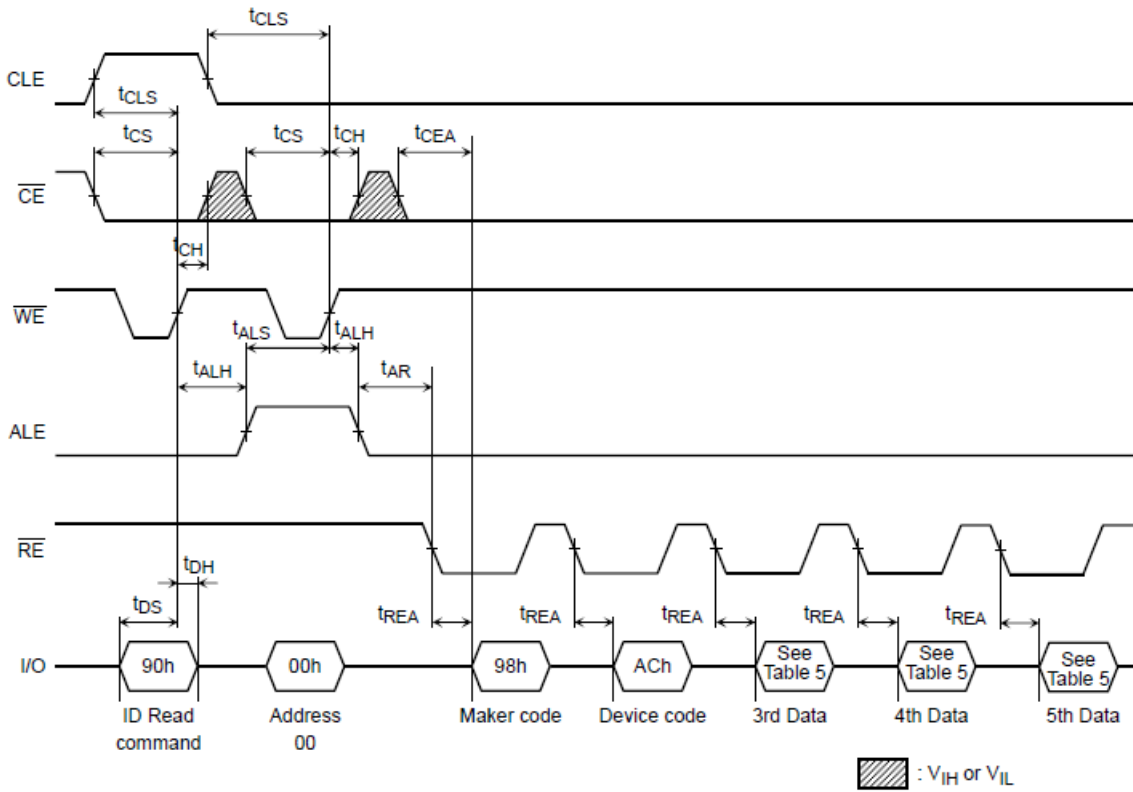 tCLS
CLE
tCLS
tCS tCS tCH tCEA
CE
tCH
WE
tALS tALH
tALH tAR
ALE
RE
tDH
tDS tREA tREA tREA tREA tREA
I/O 90h 00h 98h ACh See Table 5 See Table 5 See Table 5
ID Read command Address 00 Maker code Device code 3rd Data 4th Data 5th Data
: VIH or VIL